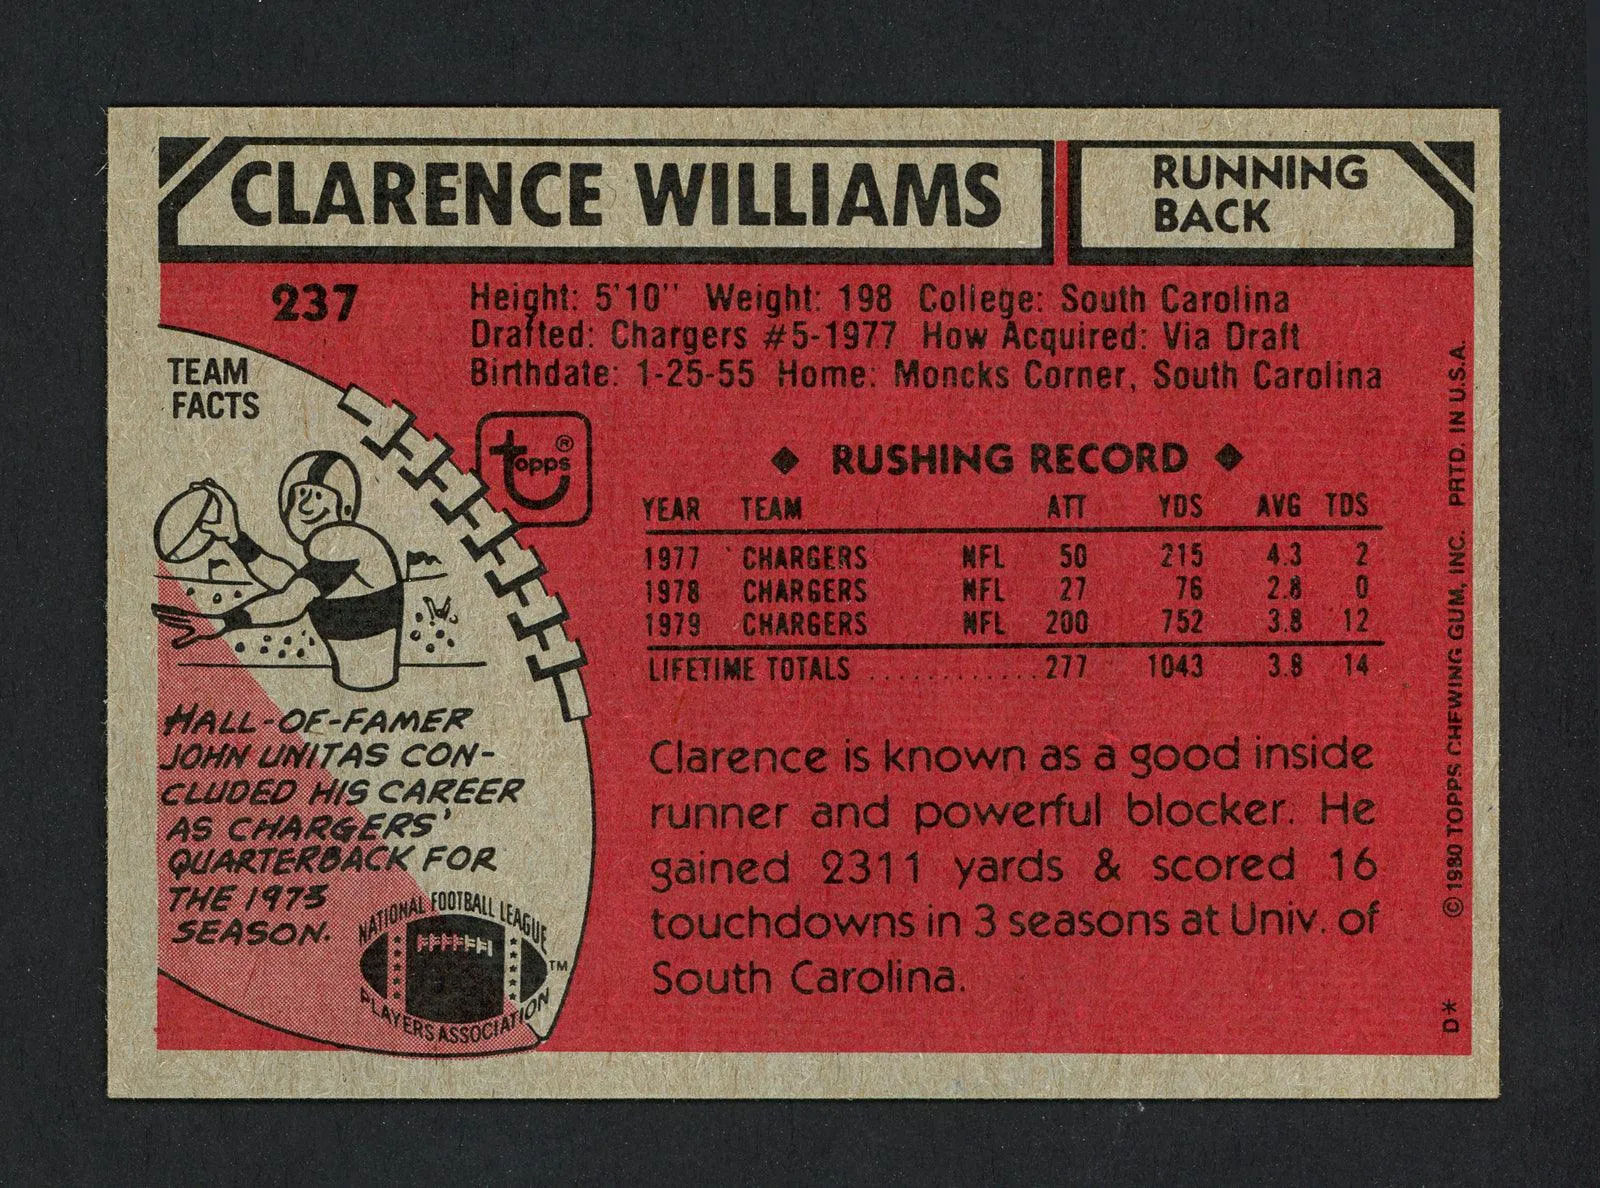 CLARENCE WILLIAMS
RUNNING
BACK
237
Height: 5'10" Weight: 198 College: South Carolina
Drafted: Chargers #5-1977 How Acquired: Via Draft
Birthdate: 1-25-55 Home: Moncks Corner, South Carolina
TEAM
FACTS
topps®
◆ RUSHING RECORD ◆
YEAR TEAM ATT YDS AVG TDS
1977 CHARGERS NFL 50 215 4.3 2
1978 CHARGERS NFL 27 76 2.8 0
1979 CHARGERS NFL 200 752 3.8 12
LIFETIME TOTALS ............. 277 1043 3.8 14
HALL-OF-FAMER
JOHN UNITAS CON-
CLUDED HIS CAREER
AS CHARGERS'
QUARTERBACK FOR
THE 1973
SEASON.
NATIONAL FOOTBALL LEAGUE
PLAYERS ASSOCIATION
TM
Clarence is known as a good inside
runner and powerful blocker. He
gained 2311 yards & scored 16
touchdowns in 3 seasons at Univ. of
South Carolina.
© 1980 TOPPS CHEWING GUM, INC. PRTD. IN U.S.A.
D*